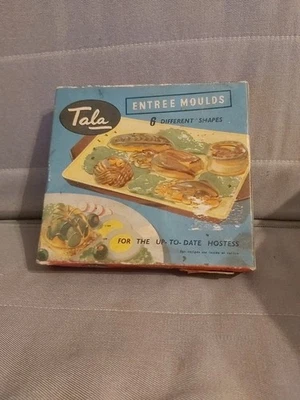 Tala
ENTREE MOULDS
6 DIFFERENT SHAPES
FOR THE UP-TO-DATE HOSTESS